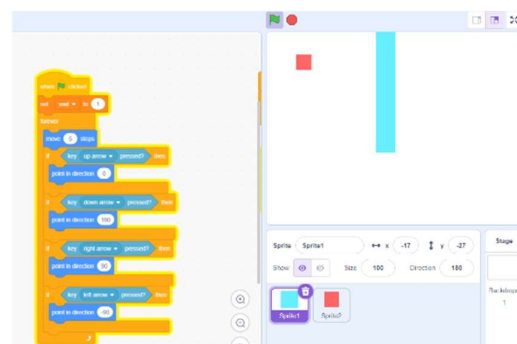 when clicked
set to 1
forever
move 5 steps
if key up arrow pressed? then
point in direction 0
if key down arrow pressed? then
point in direction 180
if key right arrow pressed? then
point in direction 90
if key left arrow pressed? then
point in direction -90
Sprite Sprite1 x -17 y -27
Show Size 100 Direction 180
Sprite1 Sprite2
Stage
1